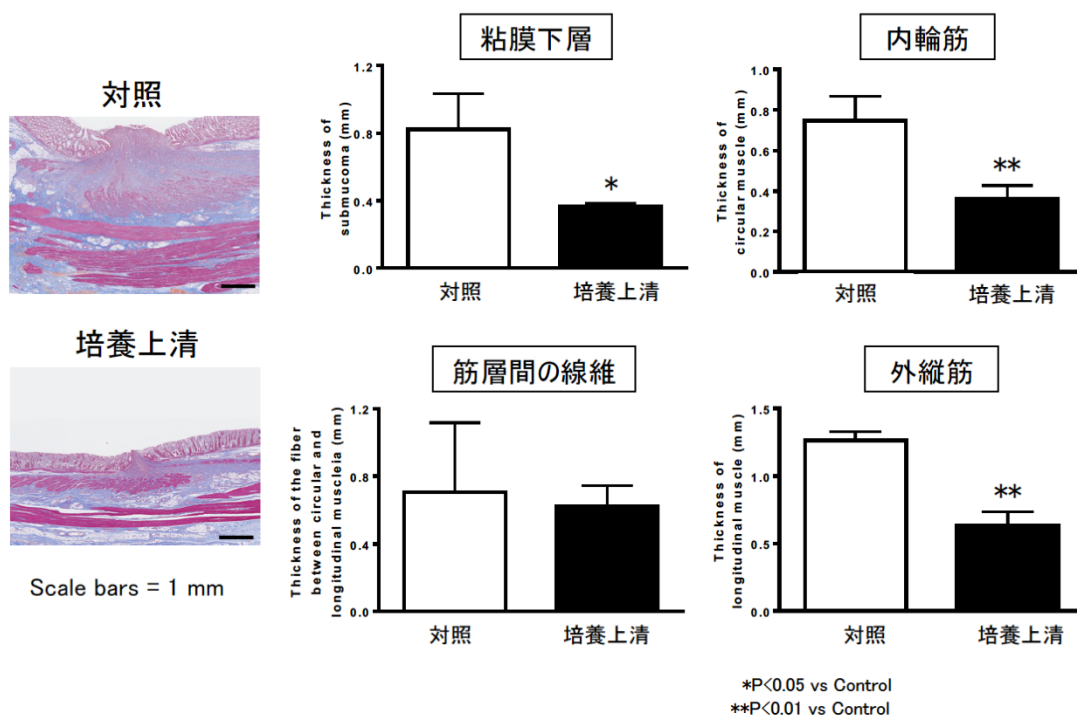 対照
培養上清
Scale bars = 1 mm
粘膜下層
Thickness of
submucoma (mm)
1.2
0.8
0.4
0.0
対照
培養上清
*
内輪筋
Thickness of
circular muscle (mm)
1.0
0.8
0.6
0.4
0.2
0.0
対照
培養上清
**
筋層間の線維
Thickness of the fiber
between circular and
longitudinal muscleia (mm)
1.2
0.8
0.4
0.0
対照
培養上清
外縦筋
Thickness of
longitudinal muscle (mm)
1.5
1.0
0.5
0.0
対照
培養上清
**
*P<0.05 vs Control
**P<0.01 vs Control